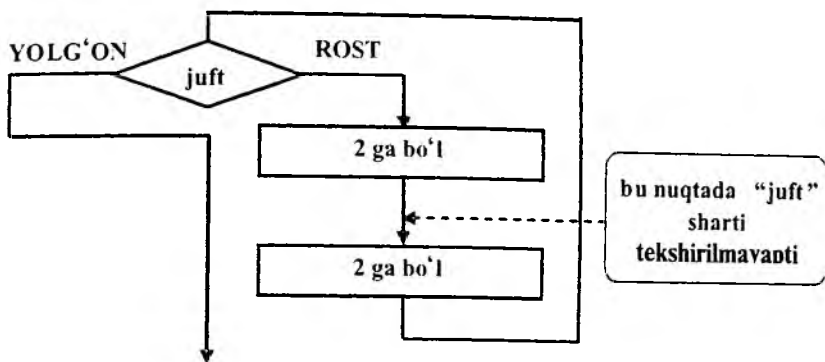 YOLG‘ON
ROST
juft
2 ga bo‘l
bu nuqtada “juft”
sharti
tekshirilmayapti
2 ga bo‘l